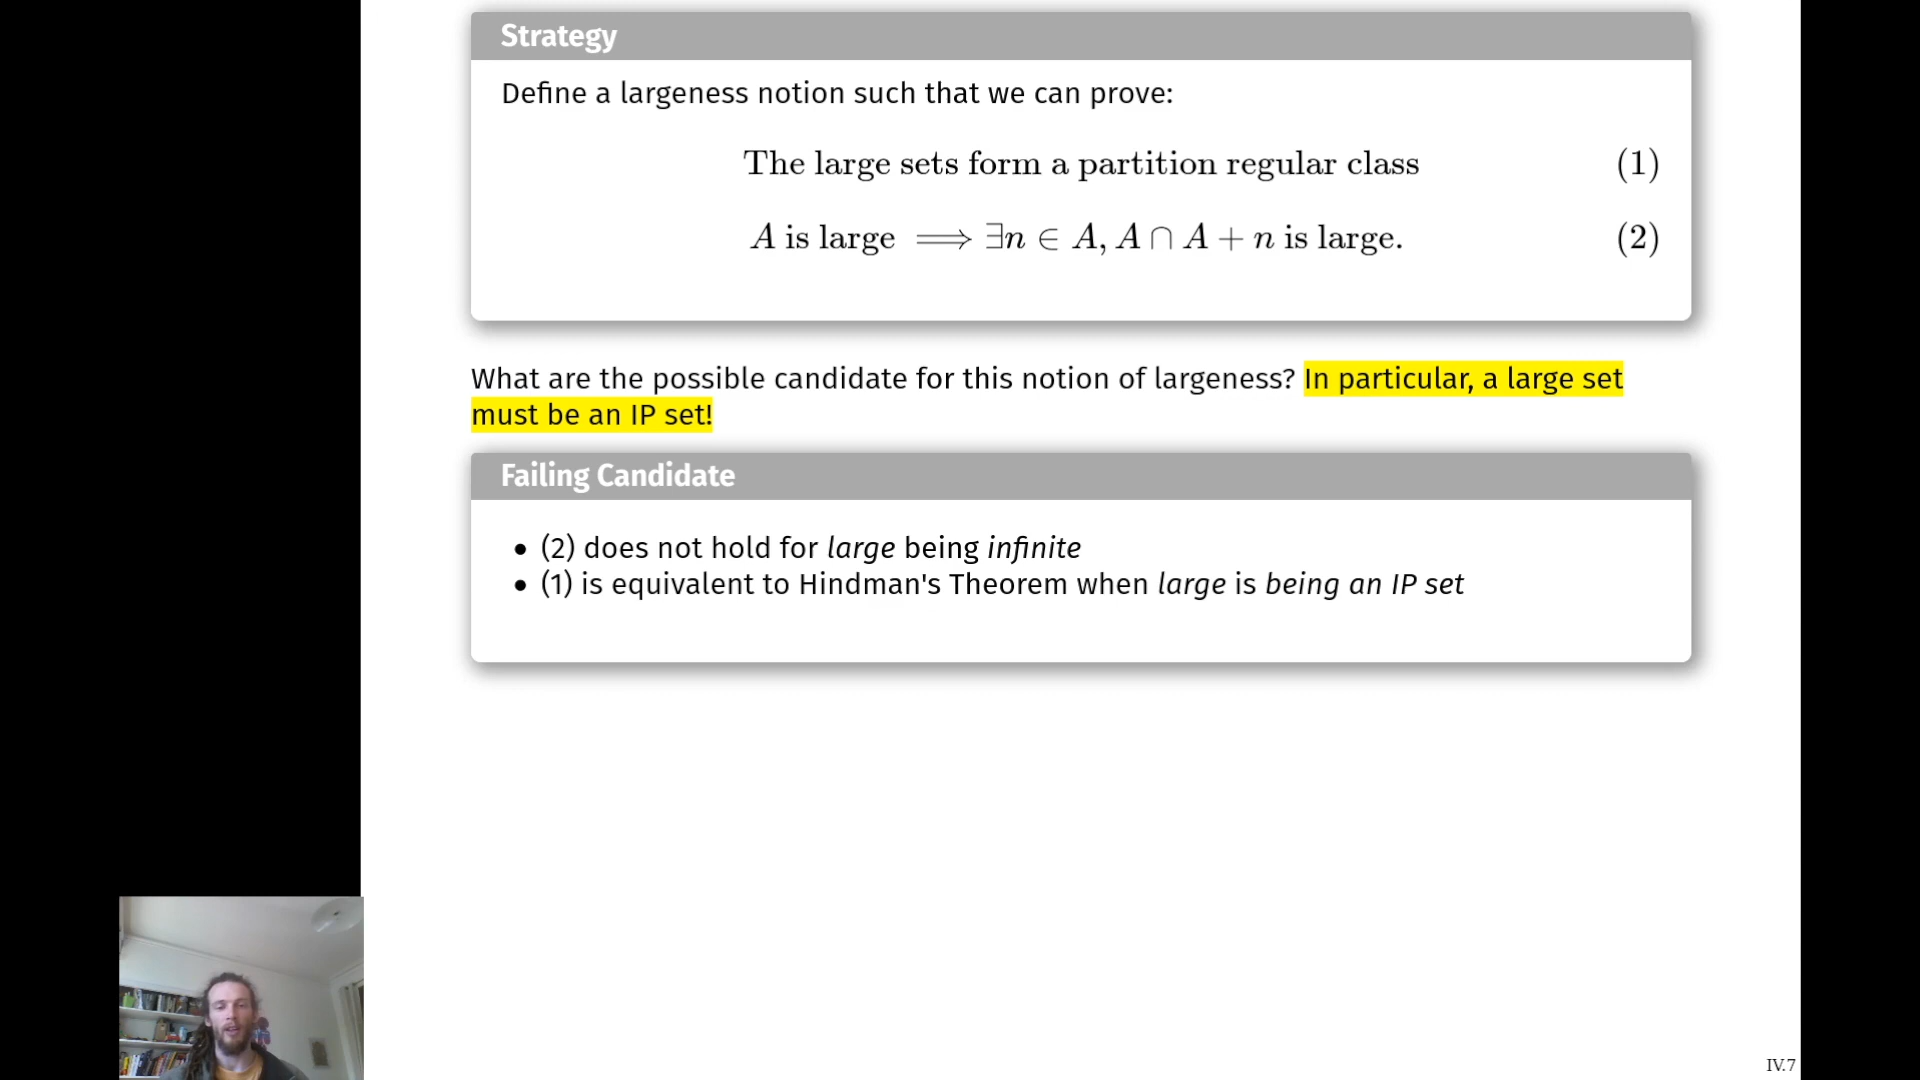 Strategy
Define a largeness notion such that we can prove:
The large sets form a partition regular class (1)
A is large ⟹ ∃n ∈ A, A ∩ A + n is large. (2)
What are the possible candidate for this notion of largeness? In particular, a large set
must be an IP set!
Failing Candidate
• (2) does not hold for large being infinite
• (1) is equivalent to Hindman's Theorem when large is being an IP set
IV.7